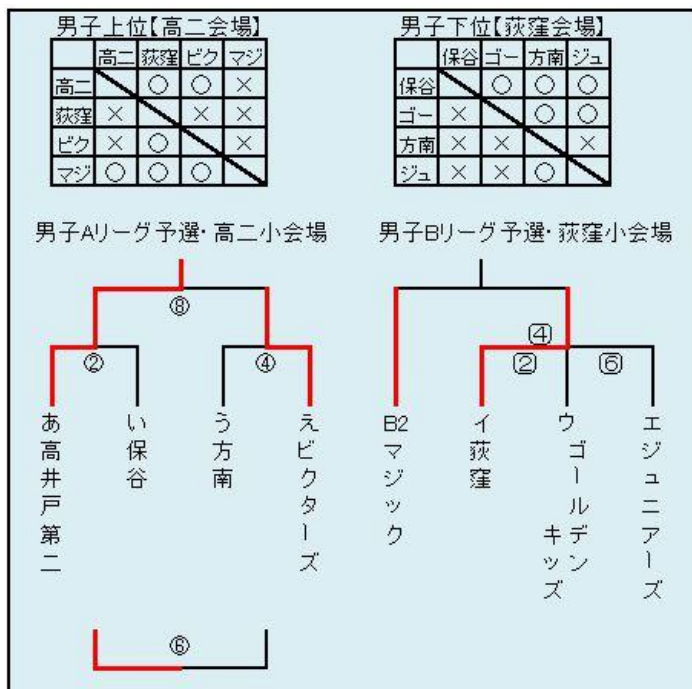 男子上位【高二会場】
高二 荻窪 ビク マジ
高二 ○ ○ ×
荻窪 × × ×
ビク × ○ ×
マジ ○ ○ ○
男子下位【荻窪会場】
保谷 ゴー 方南 ジュ
保谷 ○ ○ ○
ゴー × ○ ○
方南 × × ×
ジュ × × ○
男子Aリーグ予選・高二小会場
⑧
② ④
あ高井戸第二
い保谷
う方南
えビクターズ
⑥
男子Bリーグ予選・荻窪小会場
④
② ⑥
B2マジック
イ荻窪
ウゴールデンキッズ
エジュニアーズ